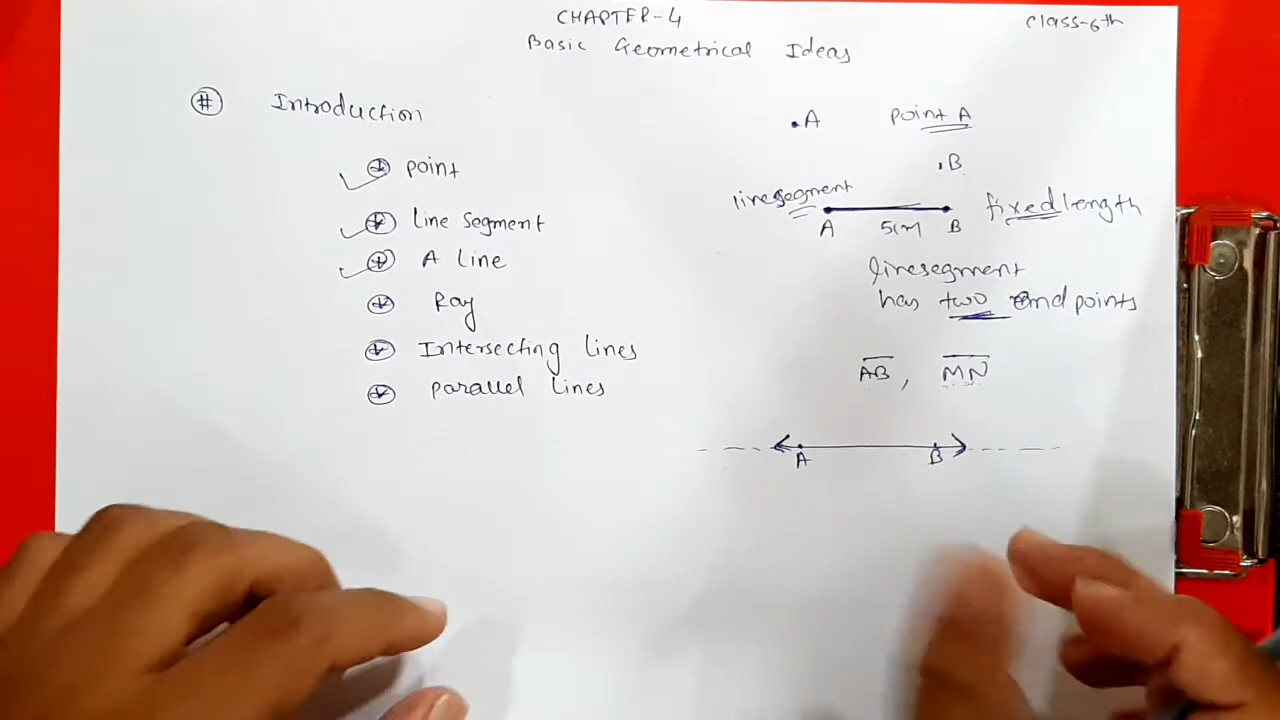 CHAPTER-4
Class-6th
Basic Geometrical Ideas
# Introduction
point
Line Segment
A Line
Ray
Intersecting lines
parallel lines
.A point A
.B
linesegment
fixed length
A 5cm B
linesegment
has two end points
AB, MN
A B